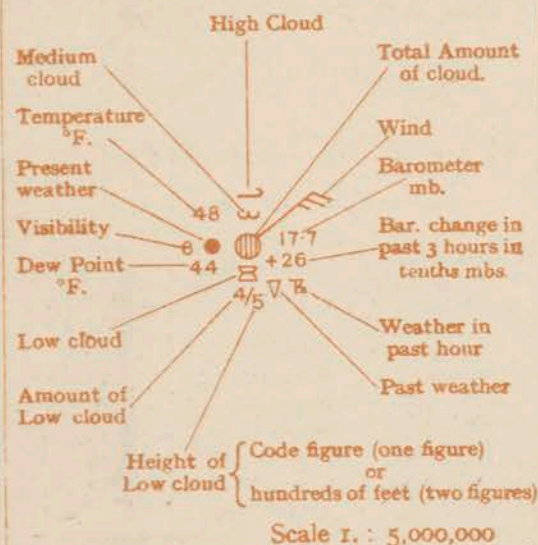 High Cloud
Medium
cloud
Total Amount
of cloud.
Temperature
°F.
Wind
Present
weather
Barometer
mb.
48
Visibility
8
17·7
Bar. change in
past 3 hours in
tenths mbs.
Dew Point
°F.
44
+26
4/5
Low cloud
Weather in
past hour
Amount of
Low cloud
Past weather
Height of
Low cloud
Code figure (one figure)
or
hundreds of feet (two figures)
Scale 1. : 5,000,000